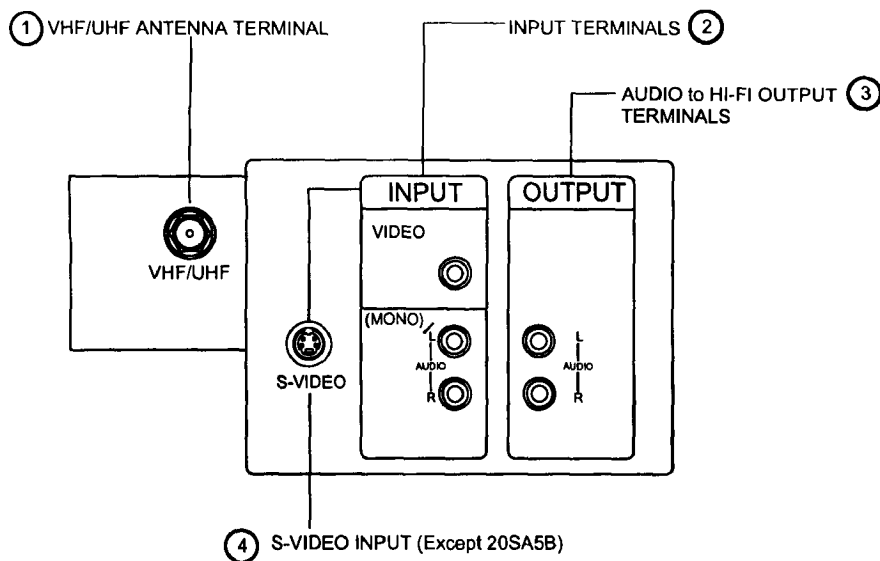 1 VHF/UHF ANTENNA TERMINAL
INPUT TERMINALS 2
AUDIO to HI-FI OUTPUT 3
TERMINALS
INPUT
OUTPUT
VIDEO
VHF/UHF
(MONO)
L
AUDIO
R
L
AUDIO
R
S-VIDEO
4 S-VIDEO INPUT (Except 20SA5B)